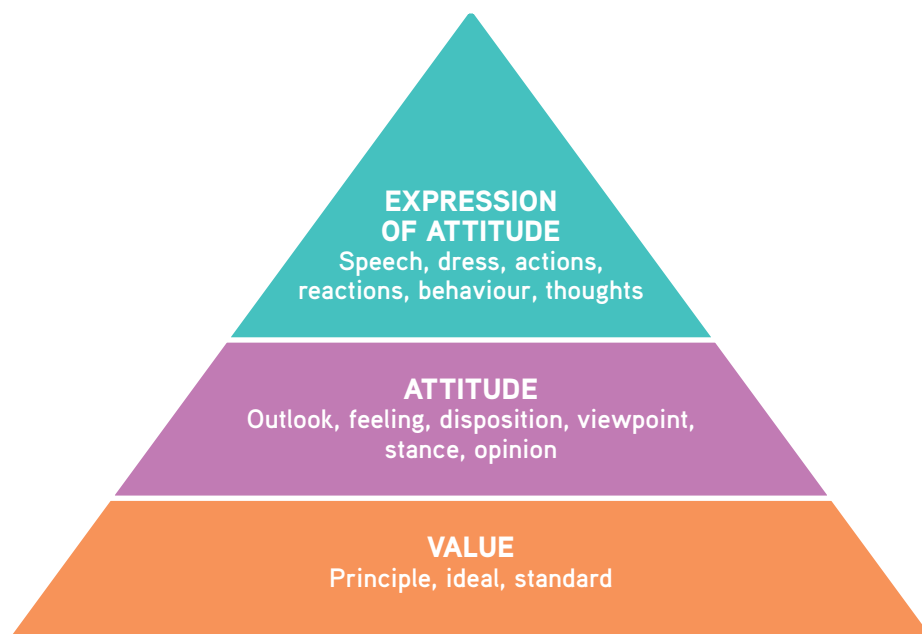 EXPRESSION
OF ATTITUDE
Speech, dress, actions,
reactions, behaviour, thoughts
ATTITUDE
Outlook, feeling, disposition, viewpoint,
stance, opinion
VALUE
Principle, ideal, standard